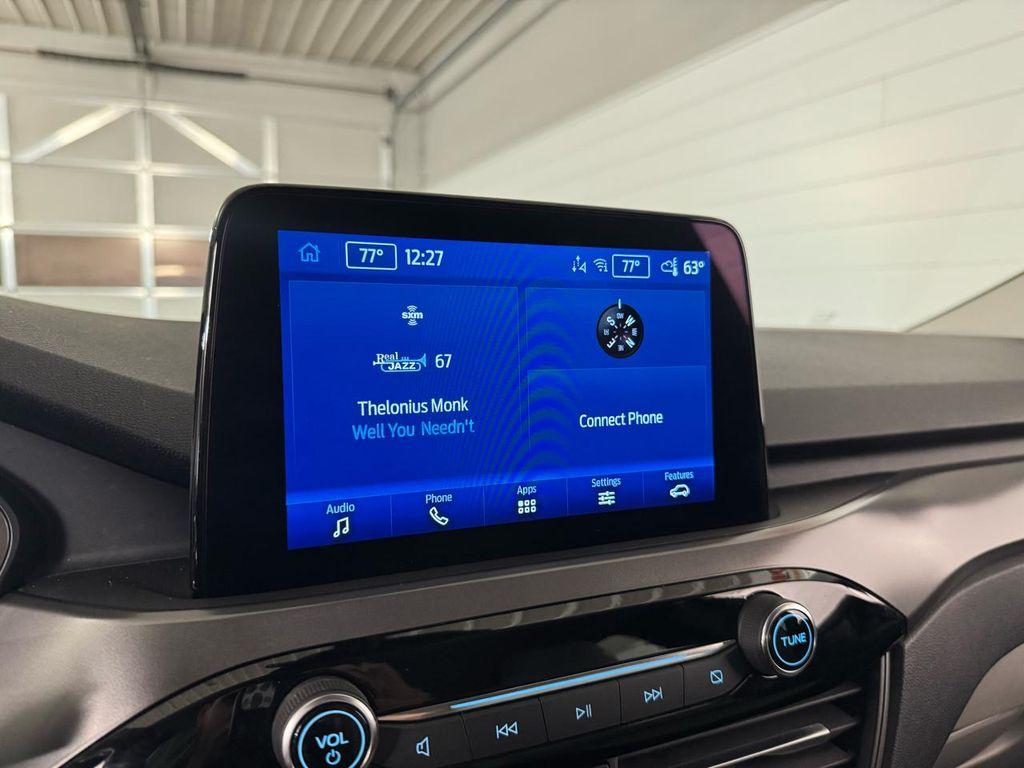 77° 12:27
77° 63°
sxm
Real
JAZZ 67
S W E N
Thelonius Monk
Well You Needn't
Connect Phone
Audio
Phone
Apps
Settings
Features
TUNE
VOL